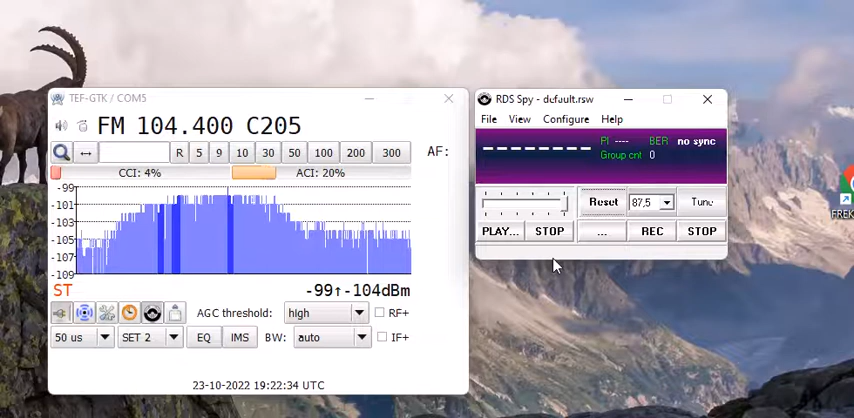 TEF-GTK / COM5
FM 104.400 C205
R 5 9 10 30 50 100 200 300 AF:
CCI: 4% ACI: 20%
-99
-101
-103
-105
-107
-109
ST -99↑-104dBm
AGC threshold: high RF+
50 us SET 2 EQ IMS BW: auto IF+
23-10-2022 19:22:34 UTC
RDS Spy - default.rsw
File View Configure Help
PI ---- BER no sync
Group cnt 0
Reset 87,5 Tune
PLAY... STOP ... REC STOP
FREK